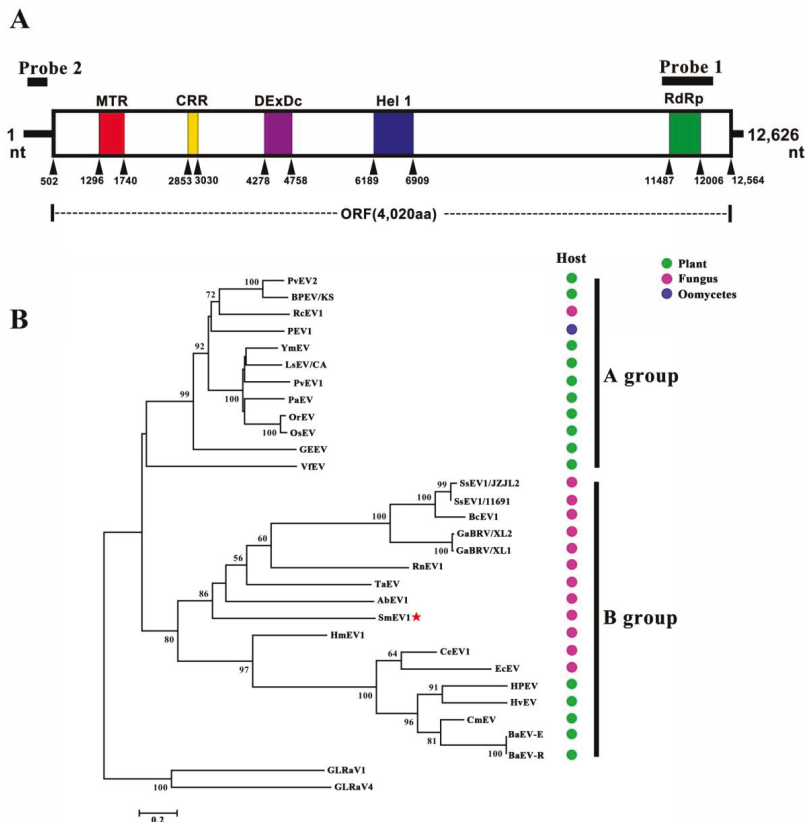 A
Probe 2
Probe 1
MTR
CRR
DExDc
Hel 1
RdRp
1
nt
12,626
nt
502
1296
1740
2853
3030
4278
4758
6189
6909
11487
12006
12,564
ORF(4,020aa)
Host
Plant
Fungus
Oomycetes
B
100
PvEV2
72
BPEV/KS
RcEV1
PEV1
92
YmEV
LsEV/CA
PvEV1
100
PaEV
99
OrEV
100
OsEV
GEEV
VfEV
A group
99
SsEV1/JZJL2
100
SsEV1/11691
BcEV1
100
GaBRV/XL2
100
GaBRV/XL1
60
RnEV1
56
TaEV
86
AbEV1
SmEV1
80
HmEV1
97
64
CeEV1
EcEV
100
91
HPEV
HvEV
96
CmEV
81
BaEV-E
100
BaEV-R
B group
GLRaV1
100
GLRaV4
0.2